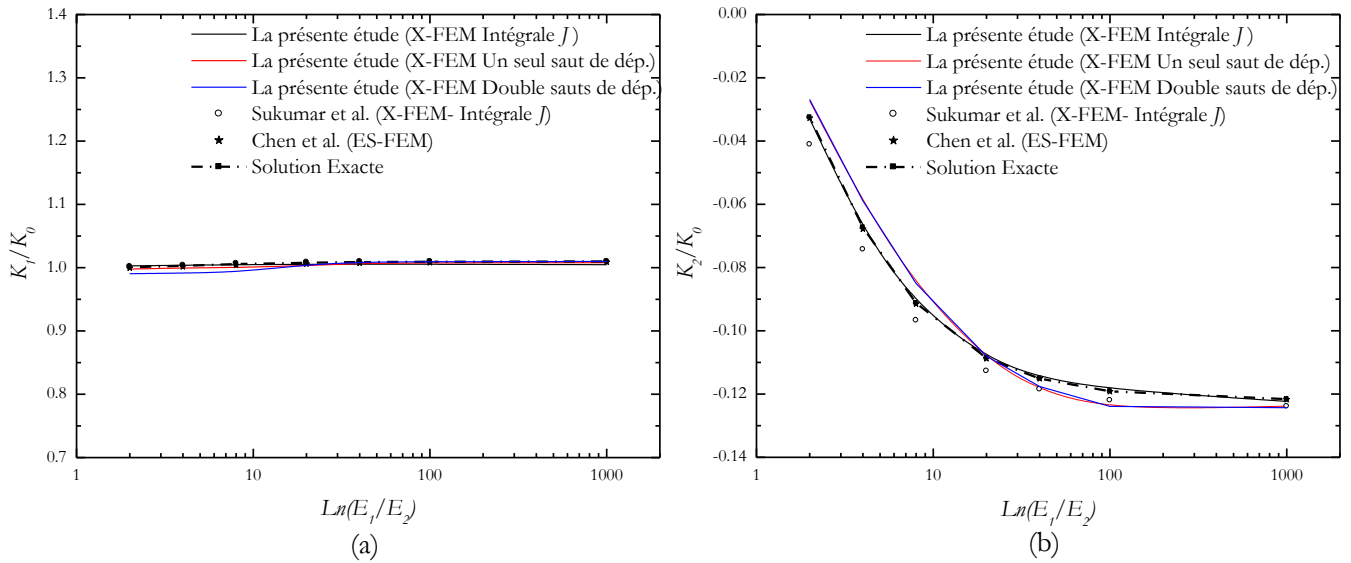 1.4
1.3
1.2
1.1
1.0
0.9
0.8
0.7
K1/K0
La présente étude (X-FEM Intégrale J )
La présente étude (X-FEM Un seul saut de dép.)
La présente étude (X-FEM Double sauts de dép.)
Sukumar et al. (X-FEM- Intégrale J)
Chen et al. (ES-FEM)
Solution Exacte
1 10 100 1000
Ln(E1/E2)
(a)
0.00
-0.02
-0.04
-0.06
-0.08
-0.10
-0.12
-0.14
K2/K0
La présente étude (X-FEM Intégrale J )
La présente étude (X-FEM Un seul saut de dép.)
La présente étude (X-FEM Double sauts de dép.)
Sukumar et al. (X-FEM- Intégrale J)
Chen et al. (ES-FEM)
Solution Exacte
1 10 100 1000
Ln(E1/E2)
(b)